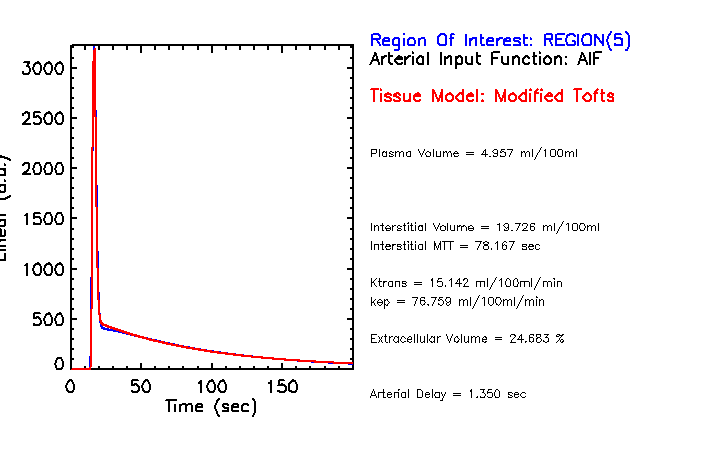 Region Of Interest: REGION(5)
Arterial Input Function: AIF
Tissue Model: Modified Tofts
Plasma Volume = 4.957 ml/100ml
Interstitial Volume = 19.726 ml/100ml
Interstitial MTT = 78.167 sec
Ktrans = 15.142 ml/100ml/min
kep = 76.759 ml/100ml/min
Extracellular Volume = 24.683 %
Arterial Delay = 1.350 sec
Linear (a.u.)
3000
2500
2000
1500
1000
500
0
0 50 100 150
Time (sec)